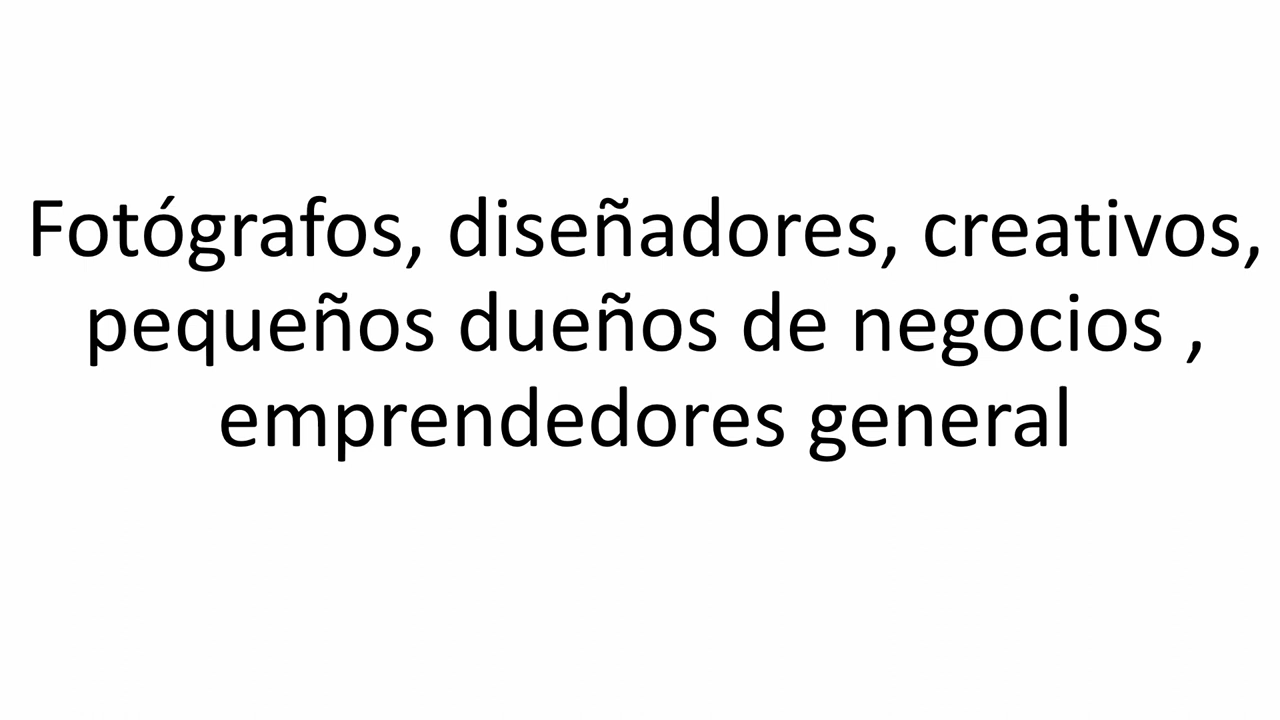 Fotógrafos, diseñadores, creativos,
pequeños dueños de negocios ,
emprendedores general